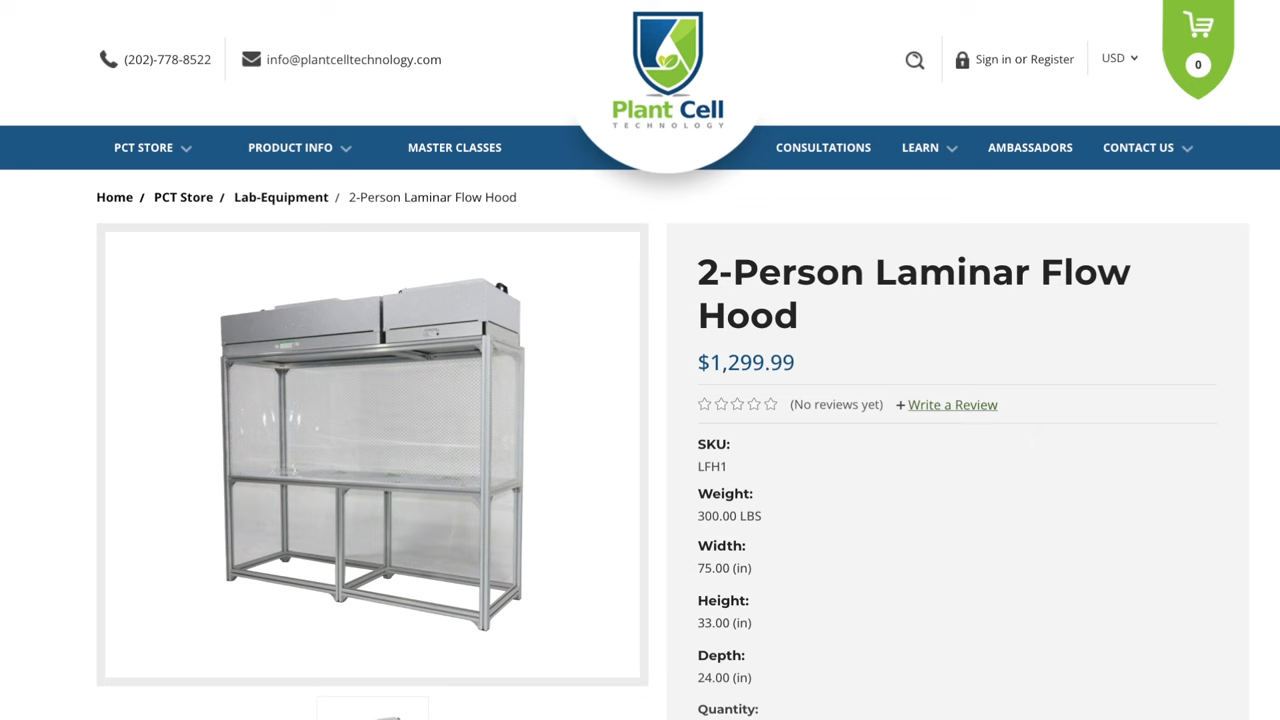 (202)-778-8522
info@plantcelltechnology.com
Plant Cell
TECHNOLOGY
Sign in or Register
USD
0
PCT STORE
PRODUCT INFO
MASTER CLASSES
CONSULTATIONS
LEARN
AMBASSADORS
CONTACT US
Home / PCT Store / Lab-Equipment / 2-Person Laminar Flow Hood
2-Person Laminar Flow
Hood
$1,299.99
(No reviews yet) + Write a Review
SKU:
LFH1
Weight:
300.00 LBS
Width:
75.00 (in)
Height:
33.00 (in)
Depth:
24.00 (in)
Quantity: